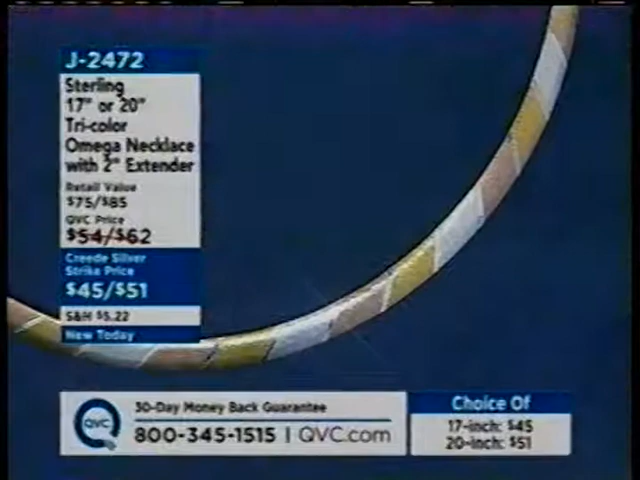 J-2472
Sterling
17" or 20"
Tri-color
Omega Necklace
with 2" Extender
Retail Value
$75/$85
QVC Price
$54/$62
Creede Silver
Strike Price
$45/$51
S&H $5.22
New Today
QVC
30-Day Money Back Guarantee
800-345-1515 | QVC.com
Choice Of
17-inch: $45
20-inch: $51